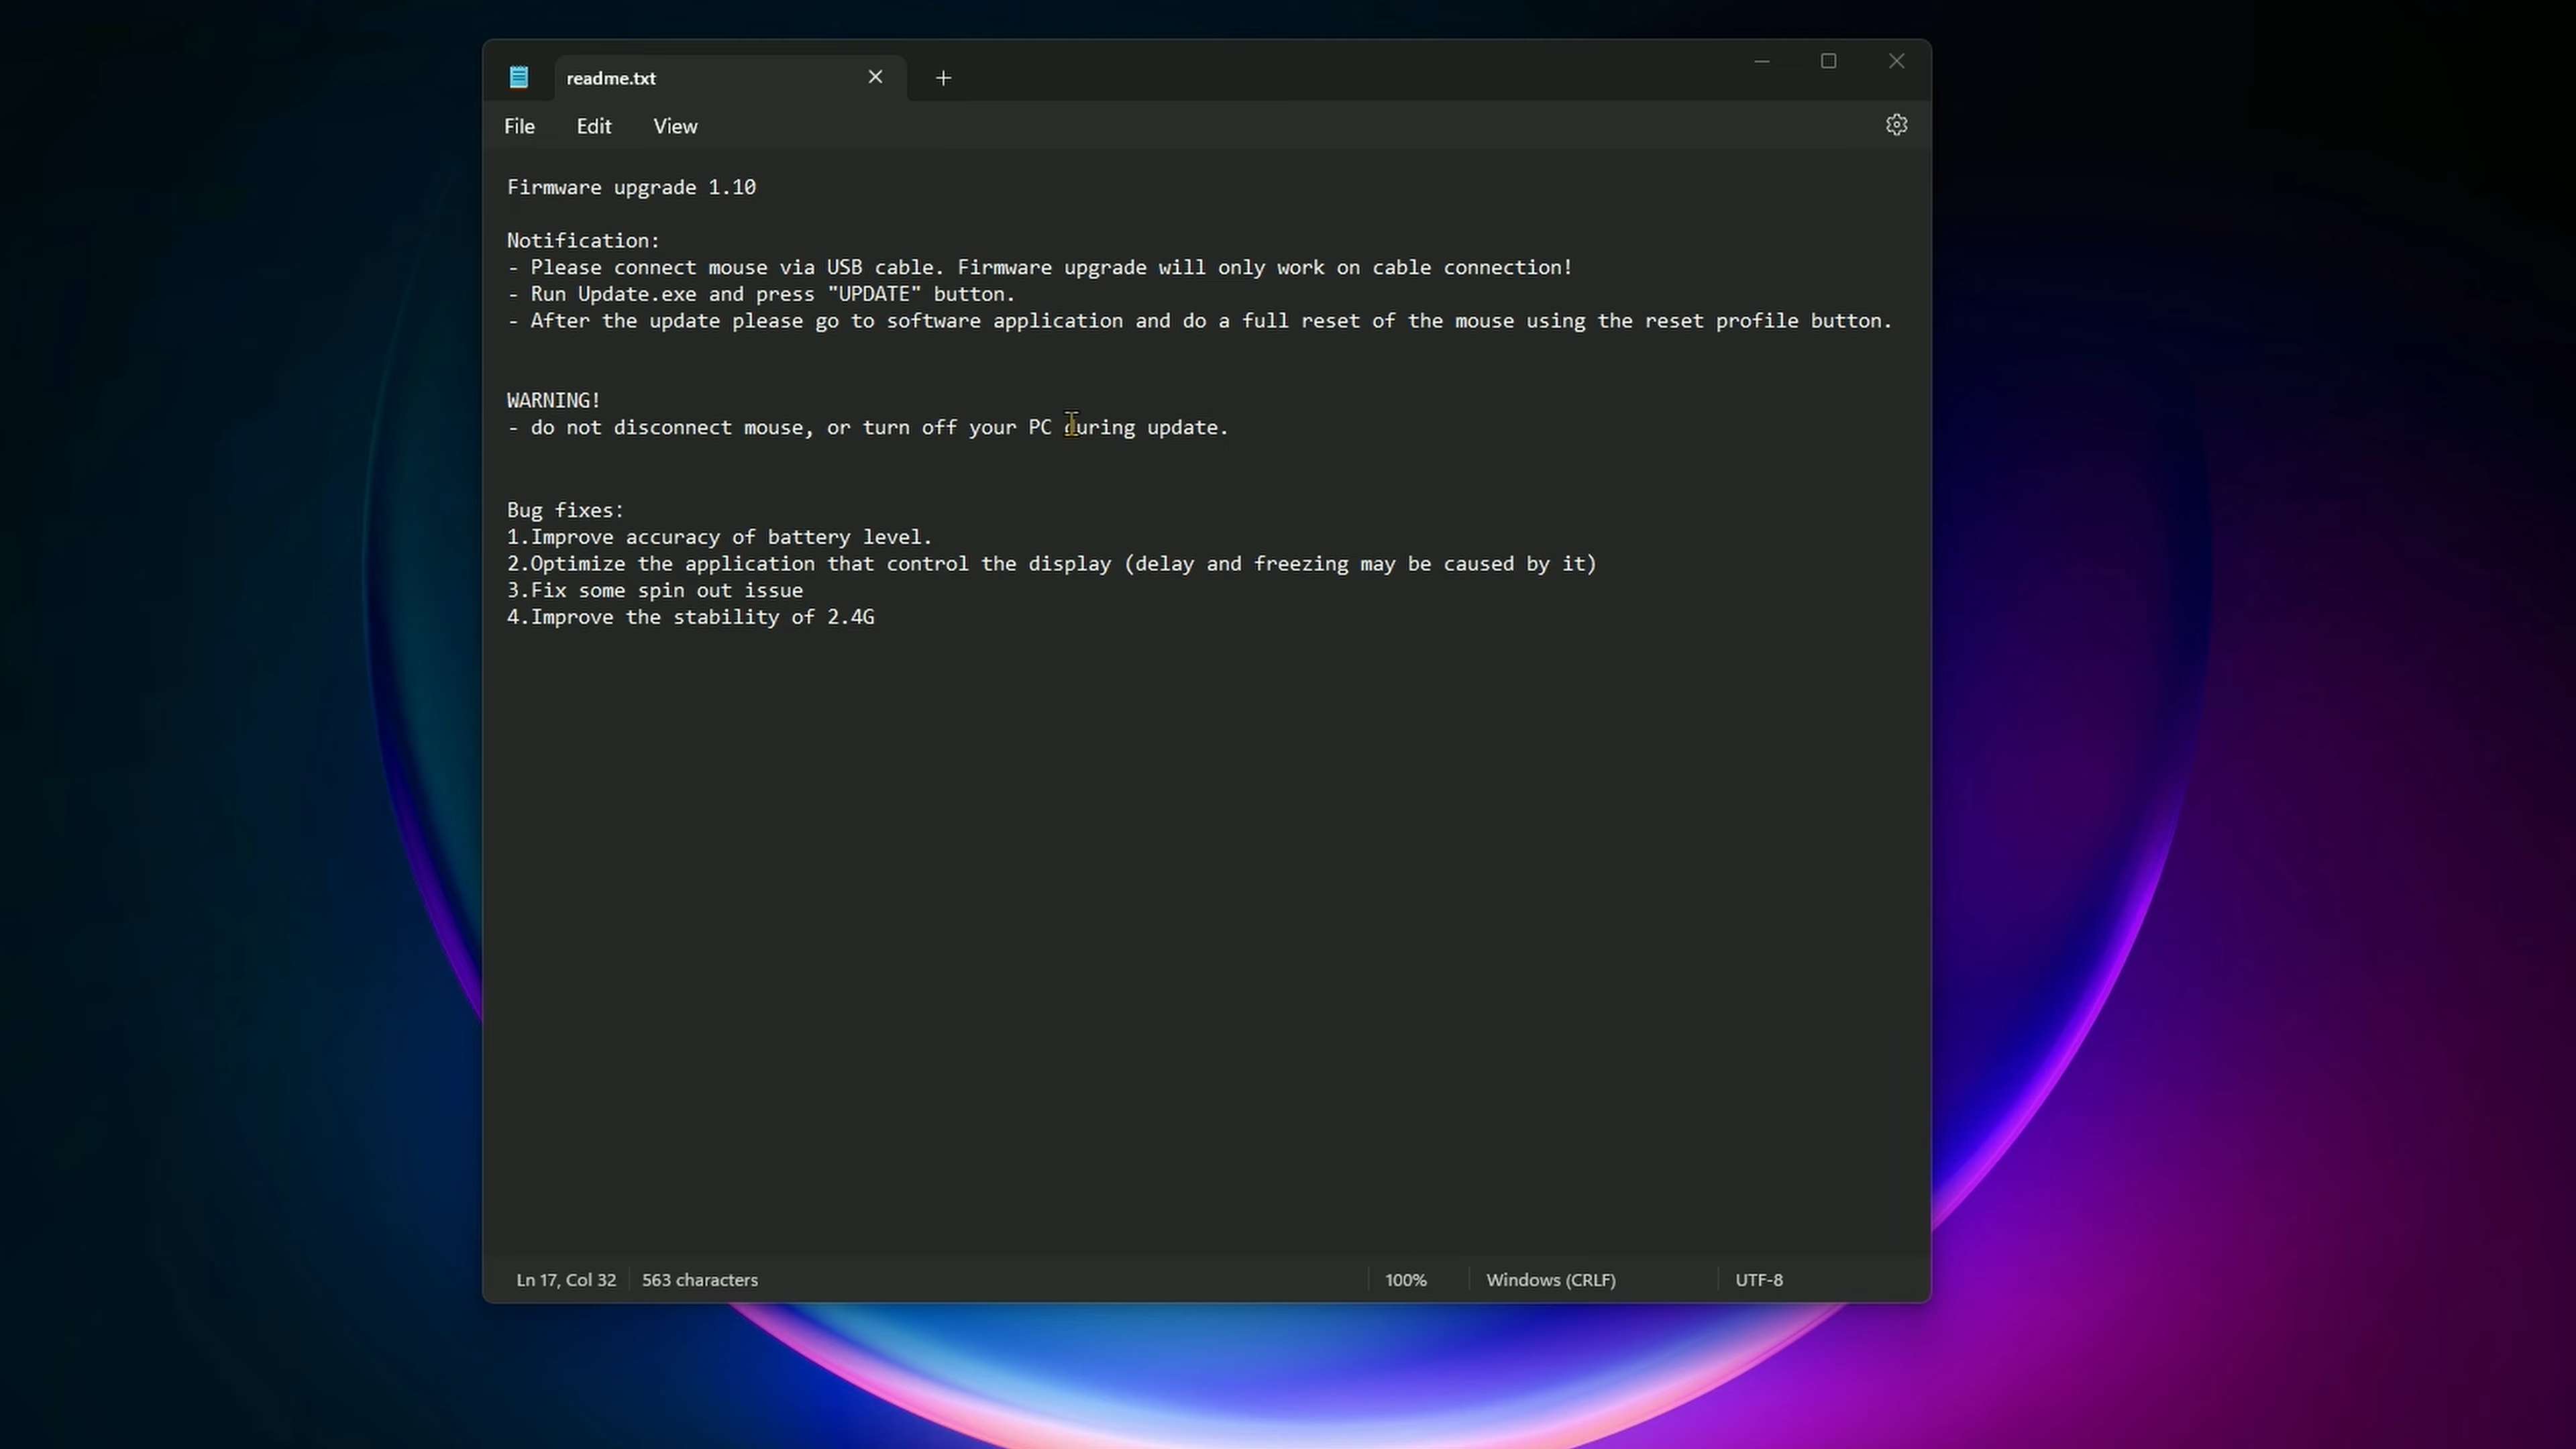 readme.txt
File Edit View
Firmware upgrade 1.10
Notification:
- Please connect mouse via USB cable. Firmware upgrade will only work on cable connection!
- Run Update.exe and press "UPDATE" button.
- After the update please go to software application and do a full reset of the mouse using the reset profile button.
WARNING!
- do not disconnect mouse, or turn off your PC during update.
Bug fixes:
1.Improve accuracy of battery level.
2.Optimize the application that control the display (delay and freezing may be caused by it)
3.Fix some spin out issue
4.Improve the stability of 2.4G
Ln 17, Col 32 563 characters 100% Windows (CRLF) UTF-8